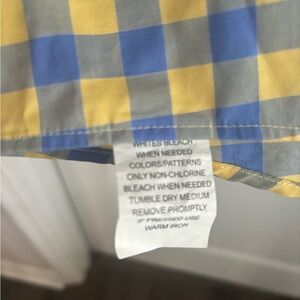 WHITES BLEACH
WHEN NEEDED
COLORS/PATTERNS
ONLY NON-CHLORINE
BLEACH WHEN NEEDED
TUMBLE DRY MEDIUM
REMOVE PROMPTLY
IF PRESSED USE
WARM IRON